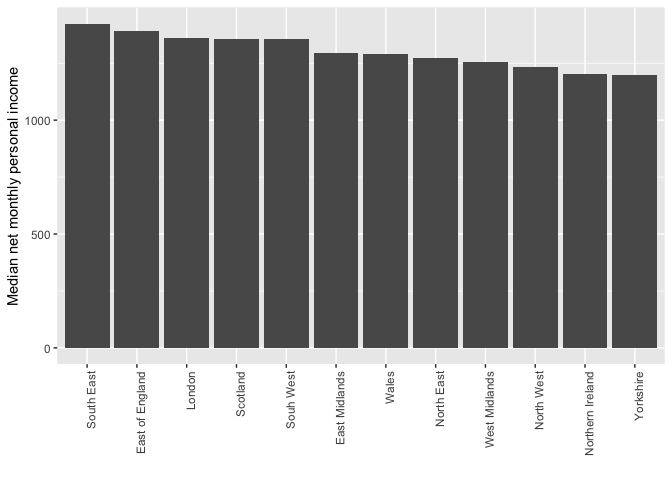 Median net monthly personal income
1000
500
0
South East
East of England
London
Scotland
Souh West
East Midlands
Wales
North East
West Midlands
North West
Northern Ireland
Yorkshire